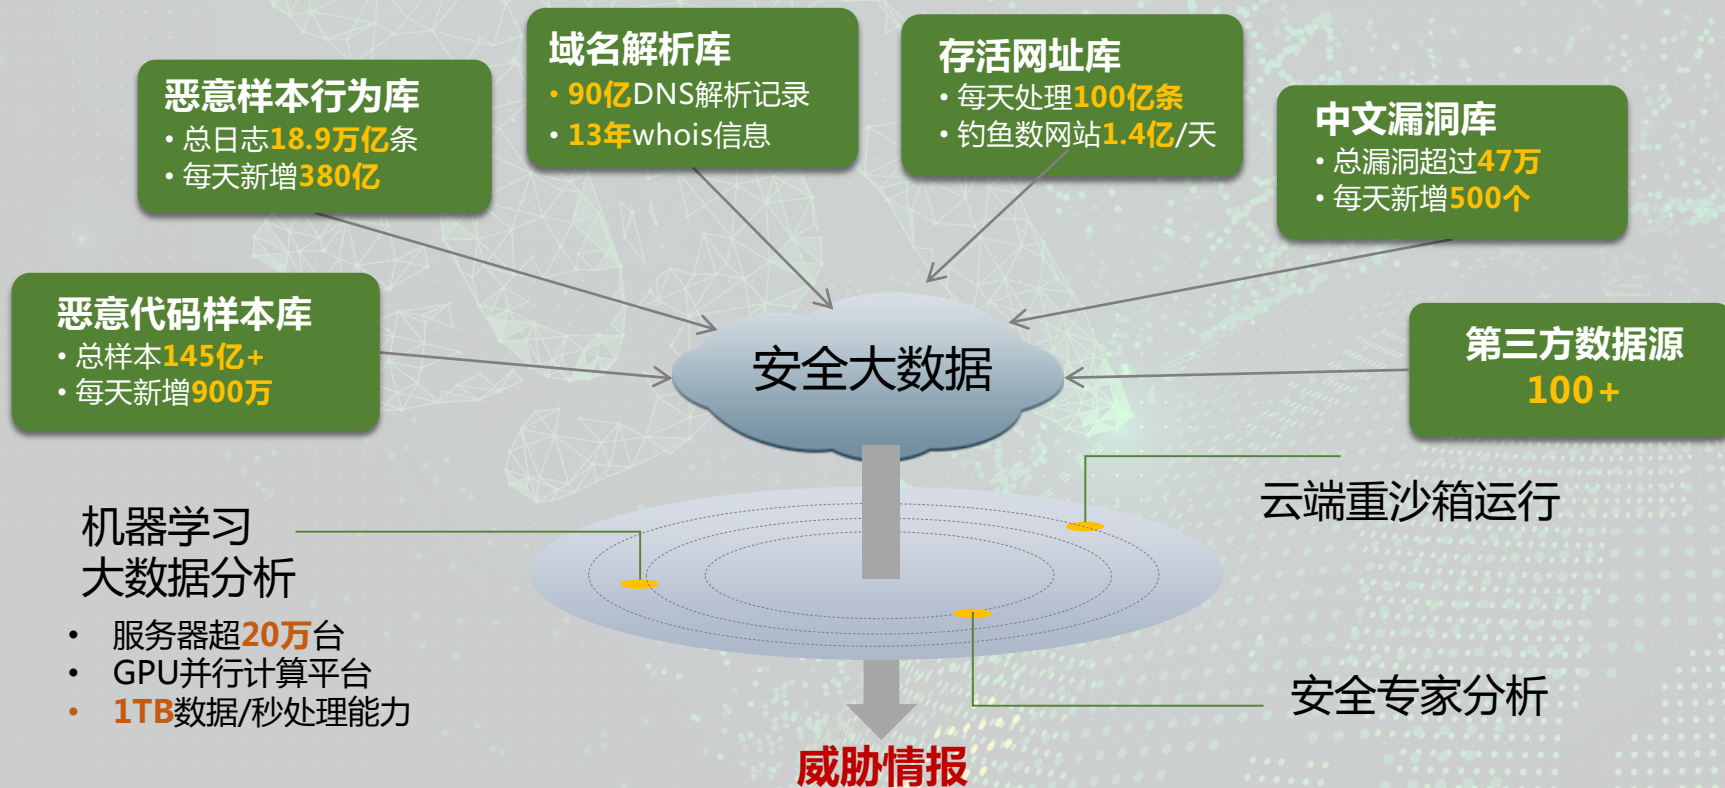 域名解析库
• 90亿DNS解析记录
• 13年whois信息
存活网址库
• 每天处理100亿条
• 钓鱼数网站1.4亿/天
恶意样本行为库
• 总日志18.9万亿条
• 每天新增380亿
中文漏洞库
• 总漏洞超过47万
• 每天新增500个
恶意代码样本库
• 总样本145亿+
• 每天新增900万
安全大数据
第三方数据源
100+
机器学习
大数据分析
• 服务器超20万台
• GPU并行计算平台
• 1TB数据/秒处理能力
云端重沙箱运行
安全专家分析
威胁情报